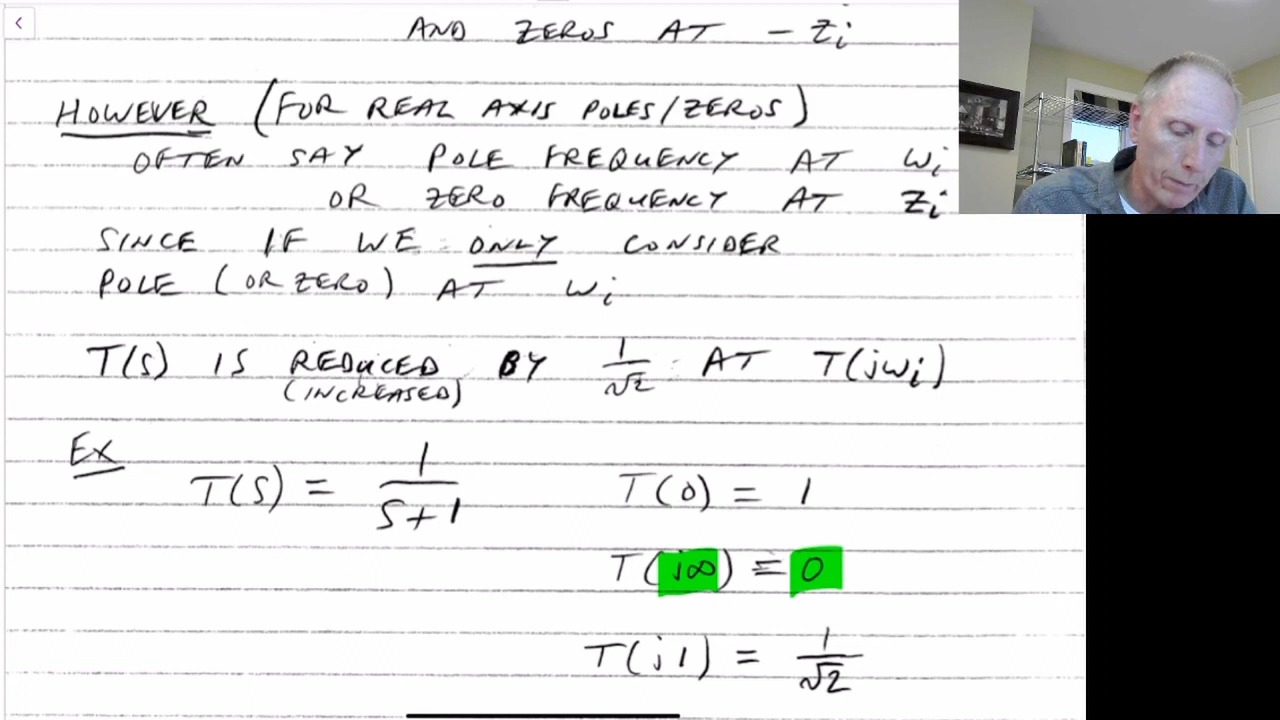 AND ZEROS AT - Zi
HOWEVER (FOR REAL AXIS POLES/ZEROS)
OFTEN SAY POLE FREQUENCY AT ωi
OR ZERO FREQUENCY AT Zi
SINCE IF WE ONLY CONSIDER
POLE (OR ZERO) AT ωi
T(s) IS REDUCED BY 1/√2 AT T(jωi)
(INCREASED)
EX T(S) = 1/(S+1) T(0) = 1
T(j∞) = 0
T(j1) = 1/√2